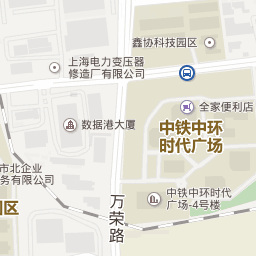 鑫协科技园区
上海电力变压器
修造厂有限公司
全家便利店
数据港大厦
中铁中环
时代广场
市北企业
务有限公司
中铁中环时代
广场-4号楼
园区
万荣路